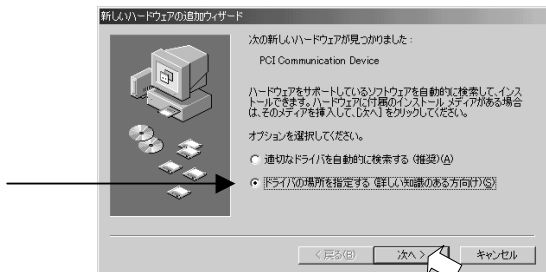 新しいハードウェアの追加ウィザード
次の新しいハードウェアが見つかりました :
PCI Communication Device
ハードウェアをサポートしているソフトウェアを自動的に検索して、インス
トールできます。ハードウェアに付属のインストール メディアがある場合
は、そのメディアを挿入して、[次へ] をクリックしてください。
オプションを選択してください。
適切なドライバを自動的に検索する (推奨)(A)
ドライバの場所を指定する (詳しい知識のある方向け)(S)
< 戻る(B) 次へ > キャンセル